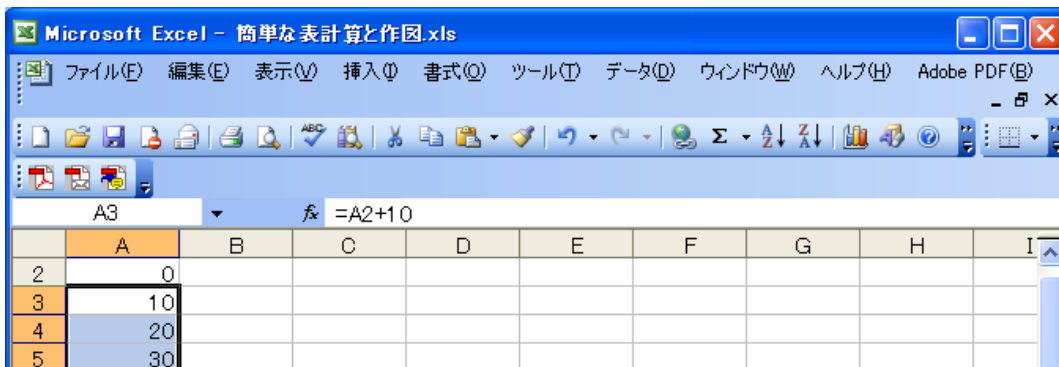 Microsoft Excel - 簡単な表計算と作図.xls
ファイル(F) 編集(E) 表示(V) 挿入(I) 書式(O) ツール(T) データ(D) ウィンドウ(W) ヘルプ(H) Adobe PDF(B)
A3 fx =A2+10
A B C D E F G H I
2 0
3 10
4 20
5 30